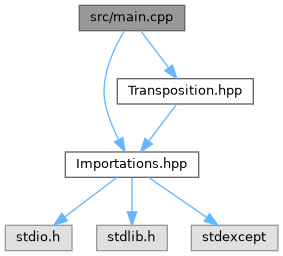 src/main.cpp
Transposition.hpp
Importations.hpp
stdio.h
stdlib.h
stdexcept